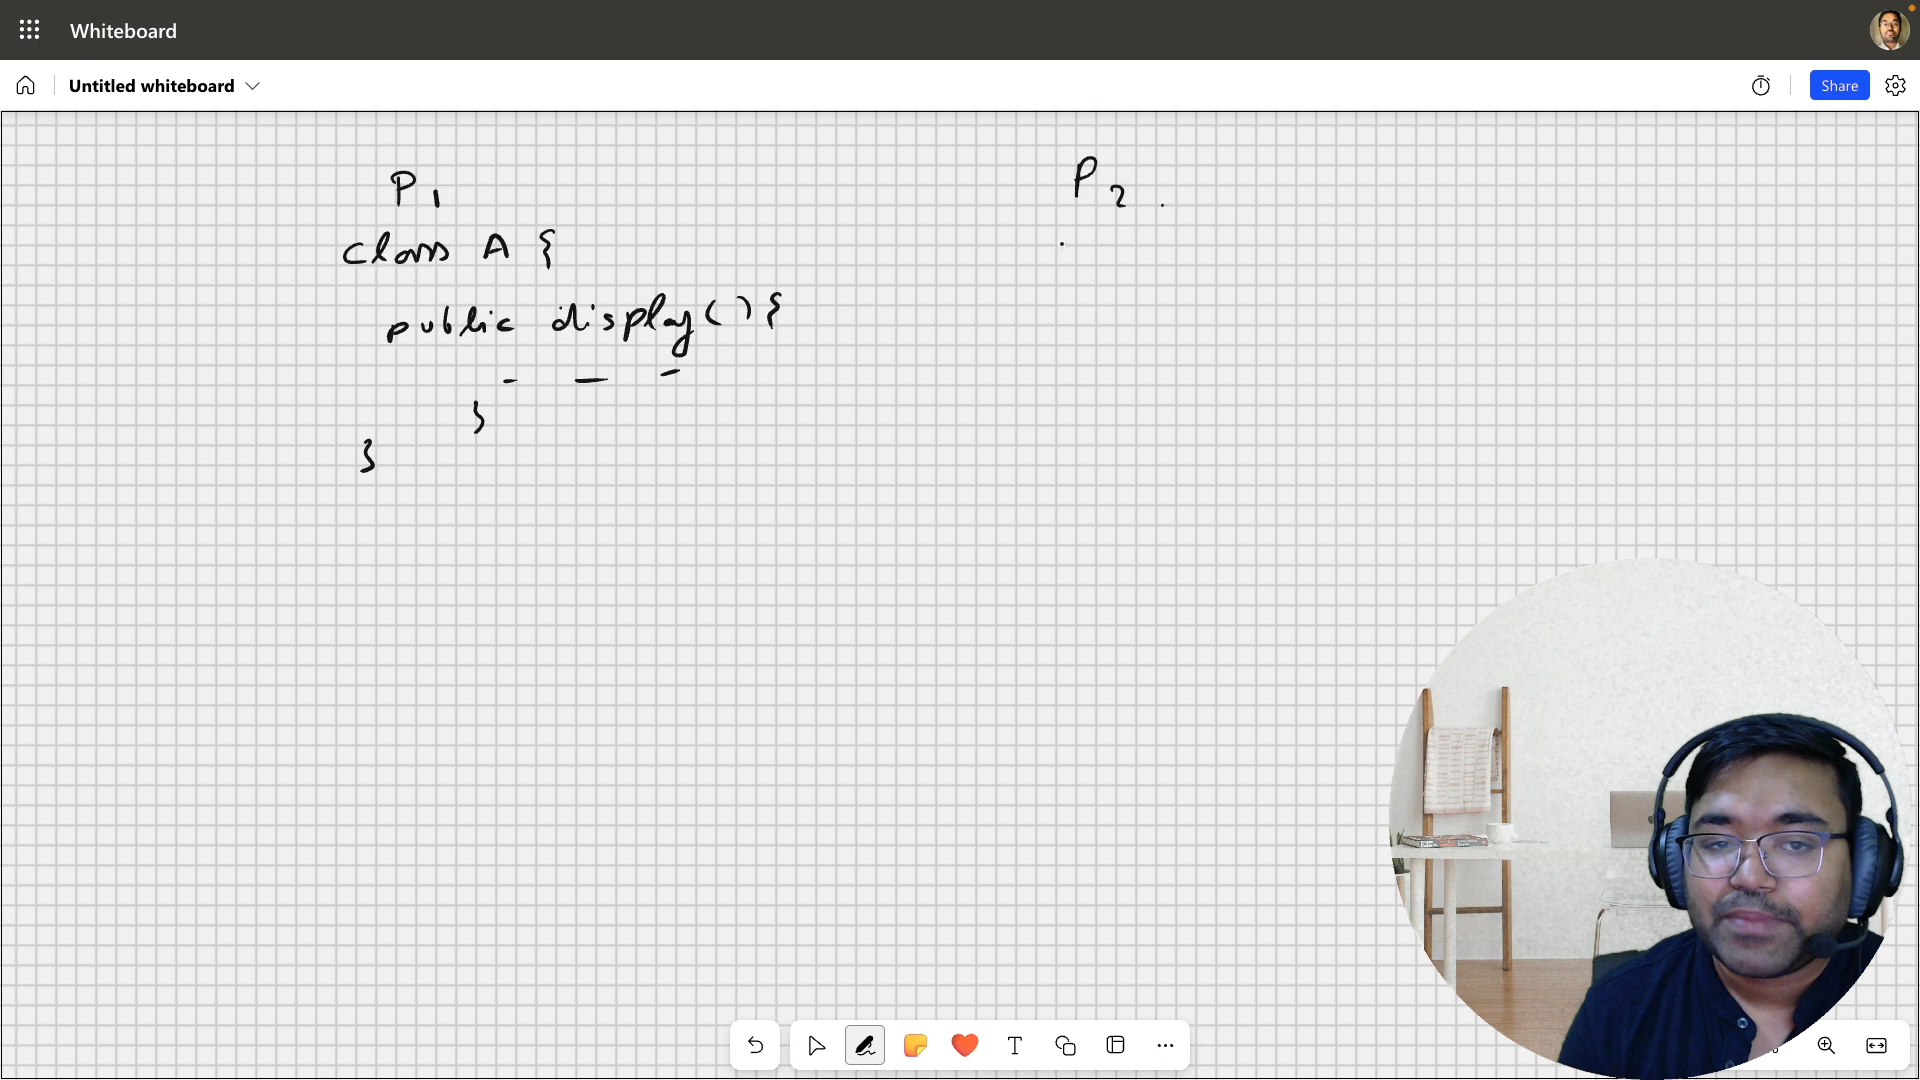 Whiteboard
Untitled whiteboard
Share
P1
P2 .
class A {
public display() {
- - -
}
}